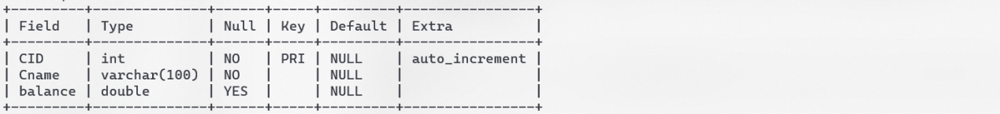 +---------+--------------+------+-----+---------+----------------+
| Field   | Type         | Null | Key | Default | Extra          |
+---------+--------------+------+-----+---------+----------------+
| CID     | int          | NO   | PRI | NULL    | auto_increment |
| Cname   | varchar(100) | NO   |     | NULL    |                |
| balance | double       | YES  |     | NULL    |                |
+---------+--------------+------+-----+---------+----------------+